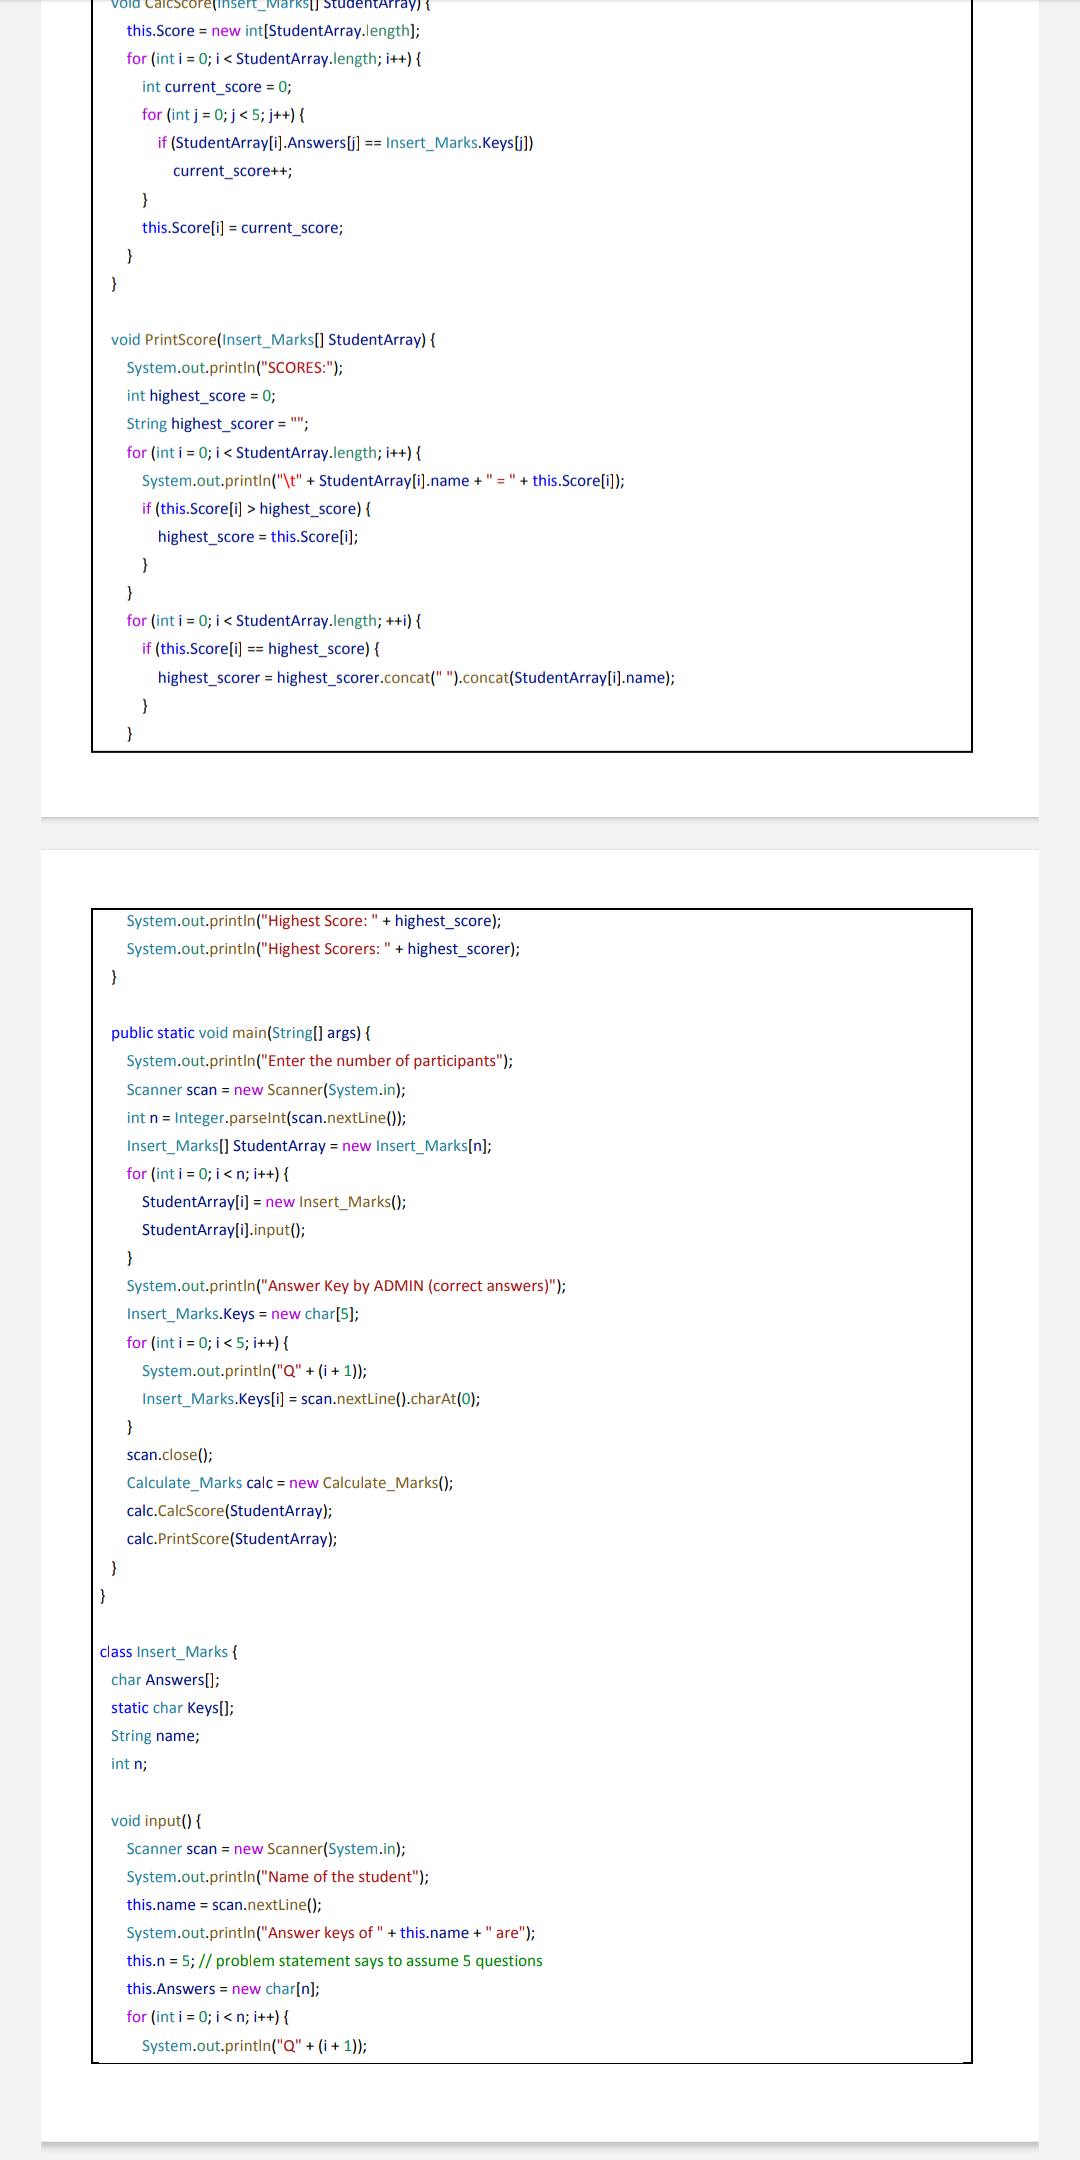 void CalcScore(Insert_Marks[] StudentArray) {
this.Score = new int[StudentArray.length];
for (int i = 0; i < StudentArray.length; i++) {
int current_score = 0;
for (int j = 0; j < 5; j++) {
if (StudentArray[i].Answers[j] == Insert_Marks.Keys[j])
current_score++;
}
this.Score[i] = current_score;
}
}
void PrintScore(Insert_Marks[] StudentArray) {
System.out.println("SCORES:");
int highest_score = 0;
String highest_scorer = "";
for (int i = 0; i < StudentArray.length; i++) {
System.out.println("\t" + StudentArray[i].name + " = " + this.Score[i]);
if (this.Score[i] > highest_score) {
highest_score = this.Score[i];
}
}
for (int i = 0; i < StudentArray.length; ++i) {
if (this.Score[i] == highest_score) {
highest_scorer = highest_scorer.concat(" ").concat(StudentArray[i].name);
}
}
System.out.println("Highest Score: " + highest_score);
System.out.println("Highest Scorers: " + highest_scorer);
}
public static void main(String[] args) {
System.out.println("Enter the number of participants");
Scanner scan = new Scanner(System.in);
int n = Integer.parseInt(scan.nextLine());
Insert_Marks[] StudentArray = new Insert_Marks[n];
for (int i = 0; i < n; i++) {
StudentArray[i] = new Insert_Marks();
StudentArray[i].input();
}
System.out.println("Answer Key by ADMIN (correct answers)");
Insert_Marks.Keys = new char[5];
for (int i = 0; i < 5; i++) {
System.out.println("Q" + (i + 1));
Insert_Marks.Keys[i] = scan.nextLine().charAt(0);
}
scan.close();
Calculate_Marks calc = new Calculate_Marks();
calc.CalcScore(StudentArray);
calc.PrintScore(StudentArray);
}
}
class Insert_Marks {
char Answers[];
static char Keys[];
String name;
int n;
void input() {
Scanner scan = new Scanner(System.in);
System.out.println("Name of the student");
this.name = scan.nextLine();
System.out.println("Answer keys of " + this.name + " are");
this.n = 5; // problem statement says to assume 5 questions
this.Answers = new char[n];
for (int i = 0; i < n; i++) {
System.out.println("Q" + (i + 1));